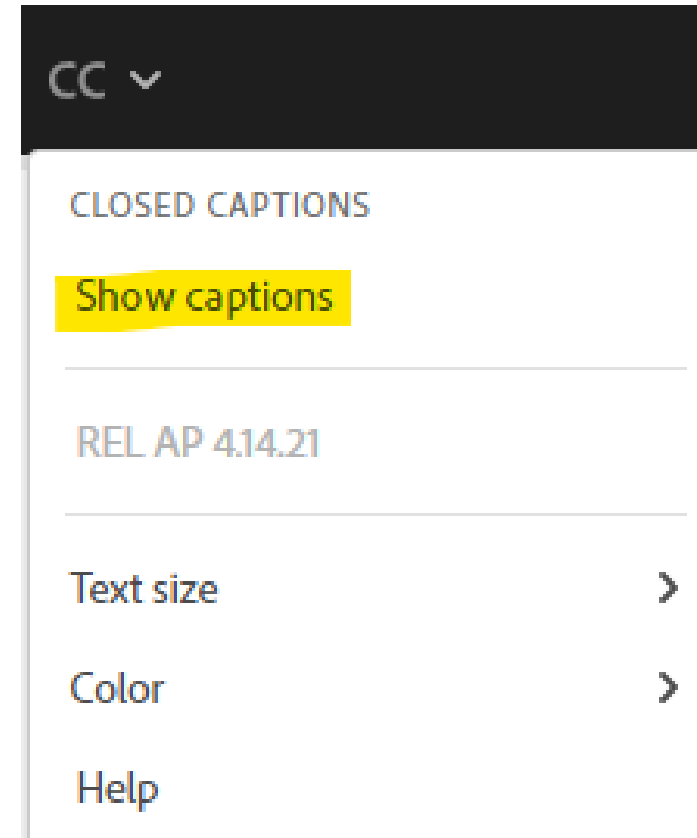 CC
CLOSED CAPTIONS
Show captions
REL AP 4.14.21
Text size
Color
Help